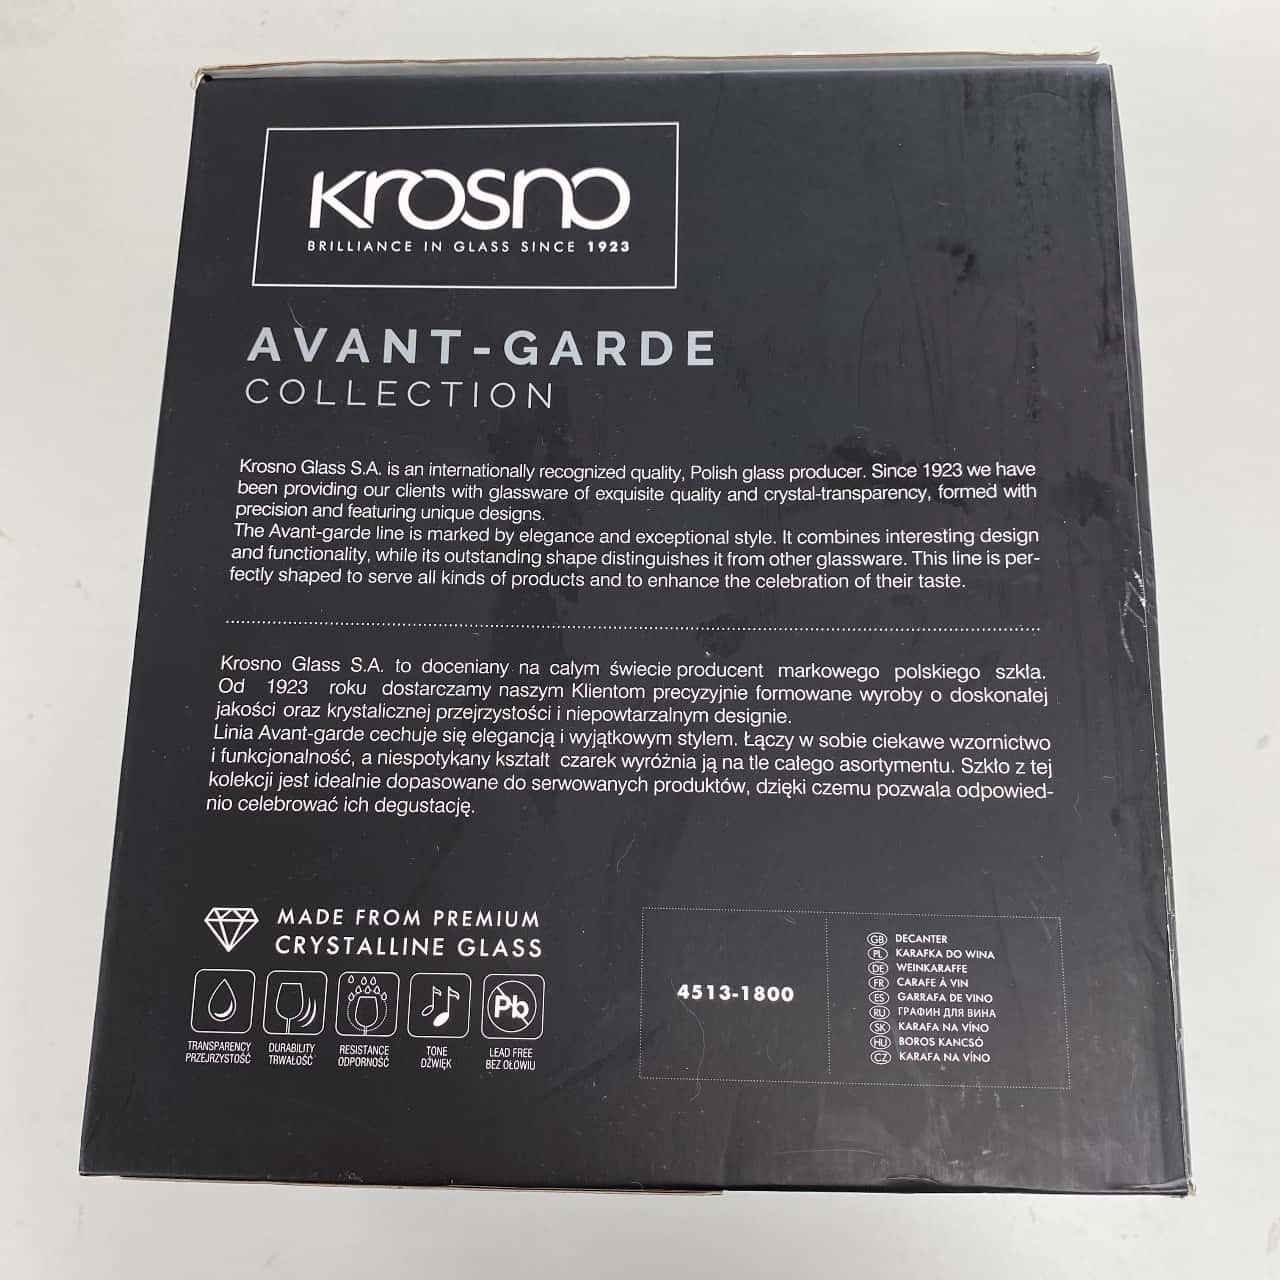 Krosno
BRILLIANCE IN GLASS SINCE 1923
AVANT-GARDE
COLLECTION
Krosno Glass S.A. is an internationally recognized quality, Polish glass producer. Since 1923 we have
been providing our clients with glassware of exquisite quality and crystal-transparency, formed with
precision and featuring unique designs.
The Avant-garde line is marked by elegance and exceptional style. It combines interesting design
and functionality, while its outstanding shape distinguishes it from other glassware. This line is per-
fectly shaped to serve all kinds of products and to enhance the celebration of their taste.
Krosno Glass S.A. to doceniany na całym świecie producent markowego polskiego szkła.
Od 1923 roku dostarczamy naszym Klientom precyzyjnie formowane wyroby o doskonałej
jakości oraz krystalicznej przejrzystości i niepowtarzalnym designie.
Linia Avant-garde cechuje się elegancją i wyjątkowym stylem. Łączy w sobie ciekawe wzornictwo
i funkcjonalność, a niespotykany kształt czarek wyróżnia ją na tle całego asortymentu. Szkło z tej
kolekcji jest idealnie dopasowane do serwowanych produktów, dzięki czemu pozwala odpowied-
nio celebrować ich degustację.
MADE FROM PREMIUM
CRYSTALLINE GLASS
Pb
TRANSPARENCY
PRZEJRZYSTOŚĆ
DURABILITY
TRWAŁOŚĆ
RESISTANCE
ODPORNOŚĆ
TONE
DŹWIĘK
LEAD FREE
BEZ OŁOWIU
4513-1800
GB DECANTER
PL KARAFKA DO WINA
DE WEINKARAFFE
FR CARAFE À VIN
ES GARRAFA DE VINO
RU ГРАФИН ДЛЯ ВИНА
SK KARAFA NA VÍNO
HU BOROS KANCSÓ
CZ KARAFA NA VÍNO